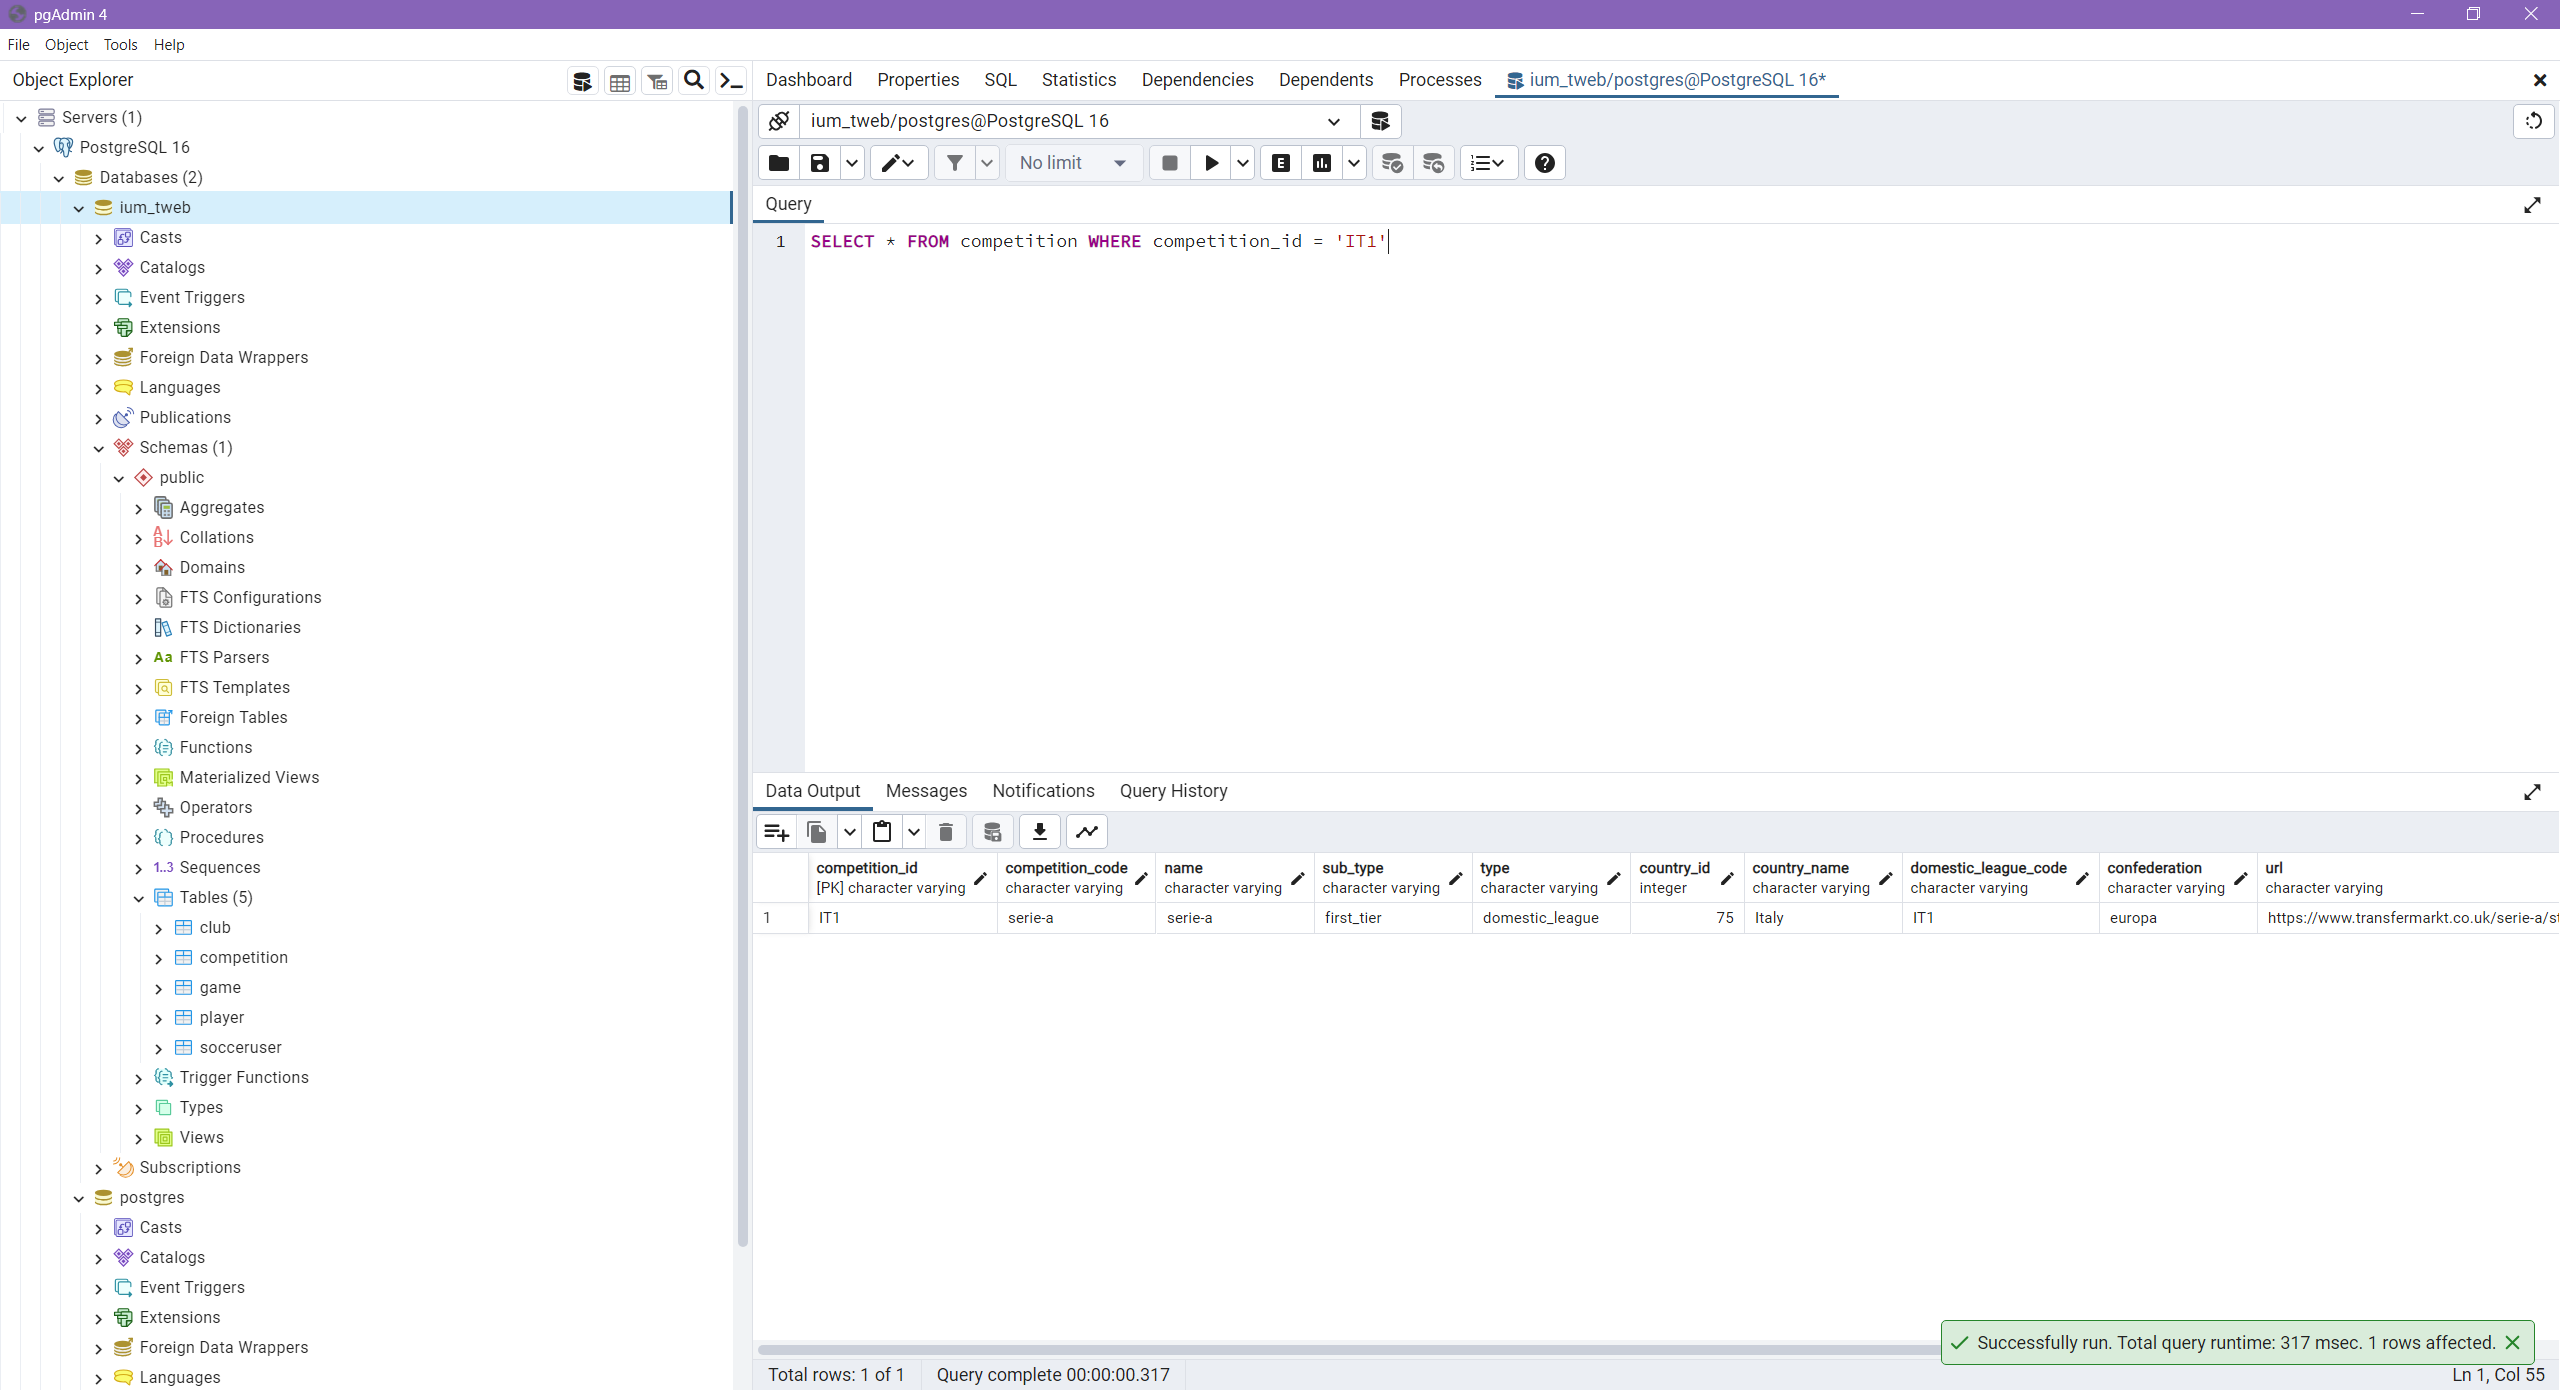 pgAdmin 4
File Object Tools Help
Object Explorer
Servers (1)
PostgreSQL 16
Databases (2)
ium_tweb
Casts
Catalogs
Event Triggers
Extensions
Foreign Data Wrappers
Languages
Publications
Schemas (1)
public
Aggregates
Collations
Domains
FTS Configurations
FTS Dictionaries
Aa FTS Parsers
FTS Templates
Foreign Tables
Functions
Materialized Views
Operators
Procedures
1..3 Sequences
Tables (5)
club
competition
game
player
socceruser
Trigger Functions
Types
Views
Subscriptions
postgres
Casts
Catalogs
Event Triggers
Extensions
Foreign Data Wrappers
Languages
Dashboard Properties SQL Statistics Dependencies Dependents Processes ium_tweb/postgres@PostgreSQL 16*
ium_tweb/postgres@PostgreSQL 16
No limit E
Query
1 SELECT * FROM competition WHERE competition_id = 'IT1'
Data Output Messages Notifications Query History
competition_id competition_code name sub_type type country_id country_name domestic_league_code confederation url
[PK] character varying character varying character varying character varying character varying integer character varying character varying character varying character varying
1 IT1 serie-a serie-a first_tier domestic_league 75 Italy IT1 europa https://www.transfermarkt.co.uk/serie-a/st
Successfully run. Total query runtime: 317 msec. 1 rows affected.
Total rows: 1 of 1 Query complete 00:00:00.317 Ln 1, Col 55